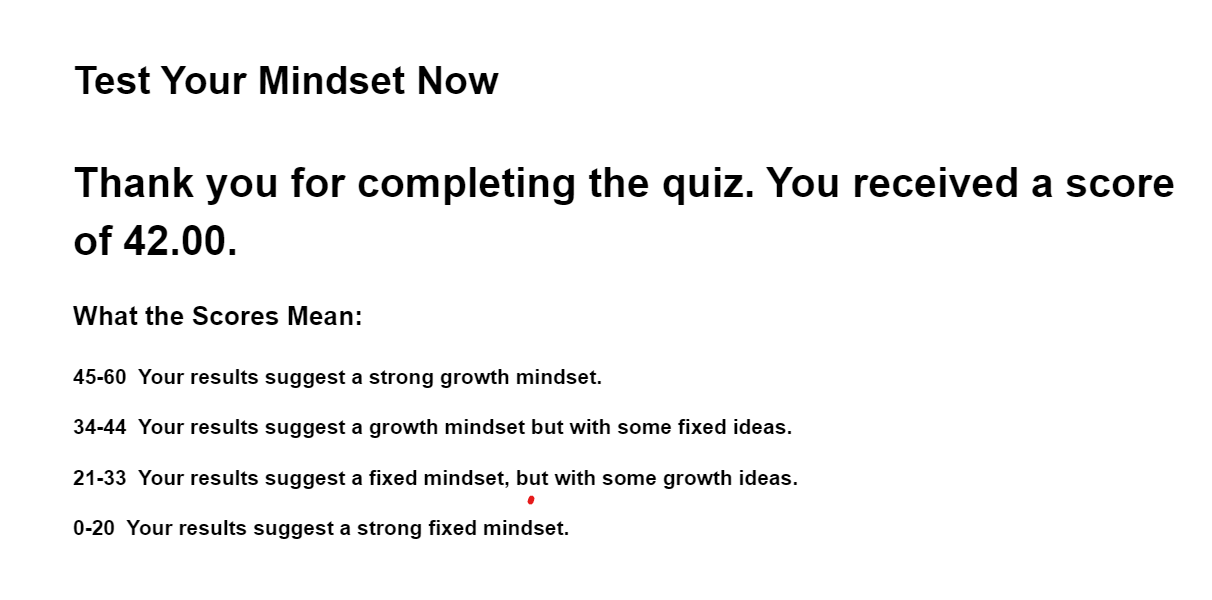 Test Your Mindset Now
Thank you for completing the quiz. You received a score
of 42.00.
What the Scores Mean:
45-60  Your results suggest a strong growth mindset.
34-44  Your results suggest a growth mindset but with some fixed ideas.
21-33  Your results suggest a fixed mindset, but with some growth ideas.
0-20  Your results suggest a strong fixed mindset.